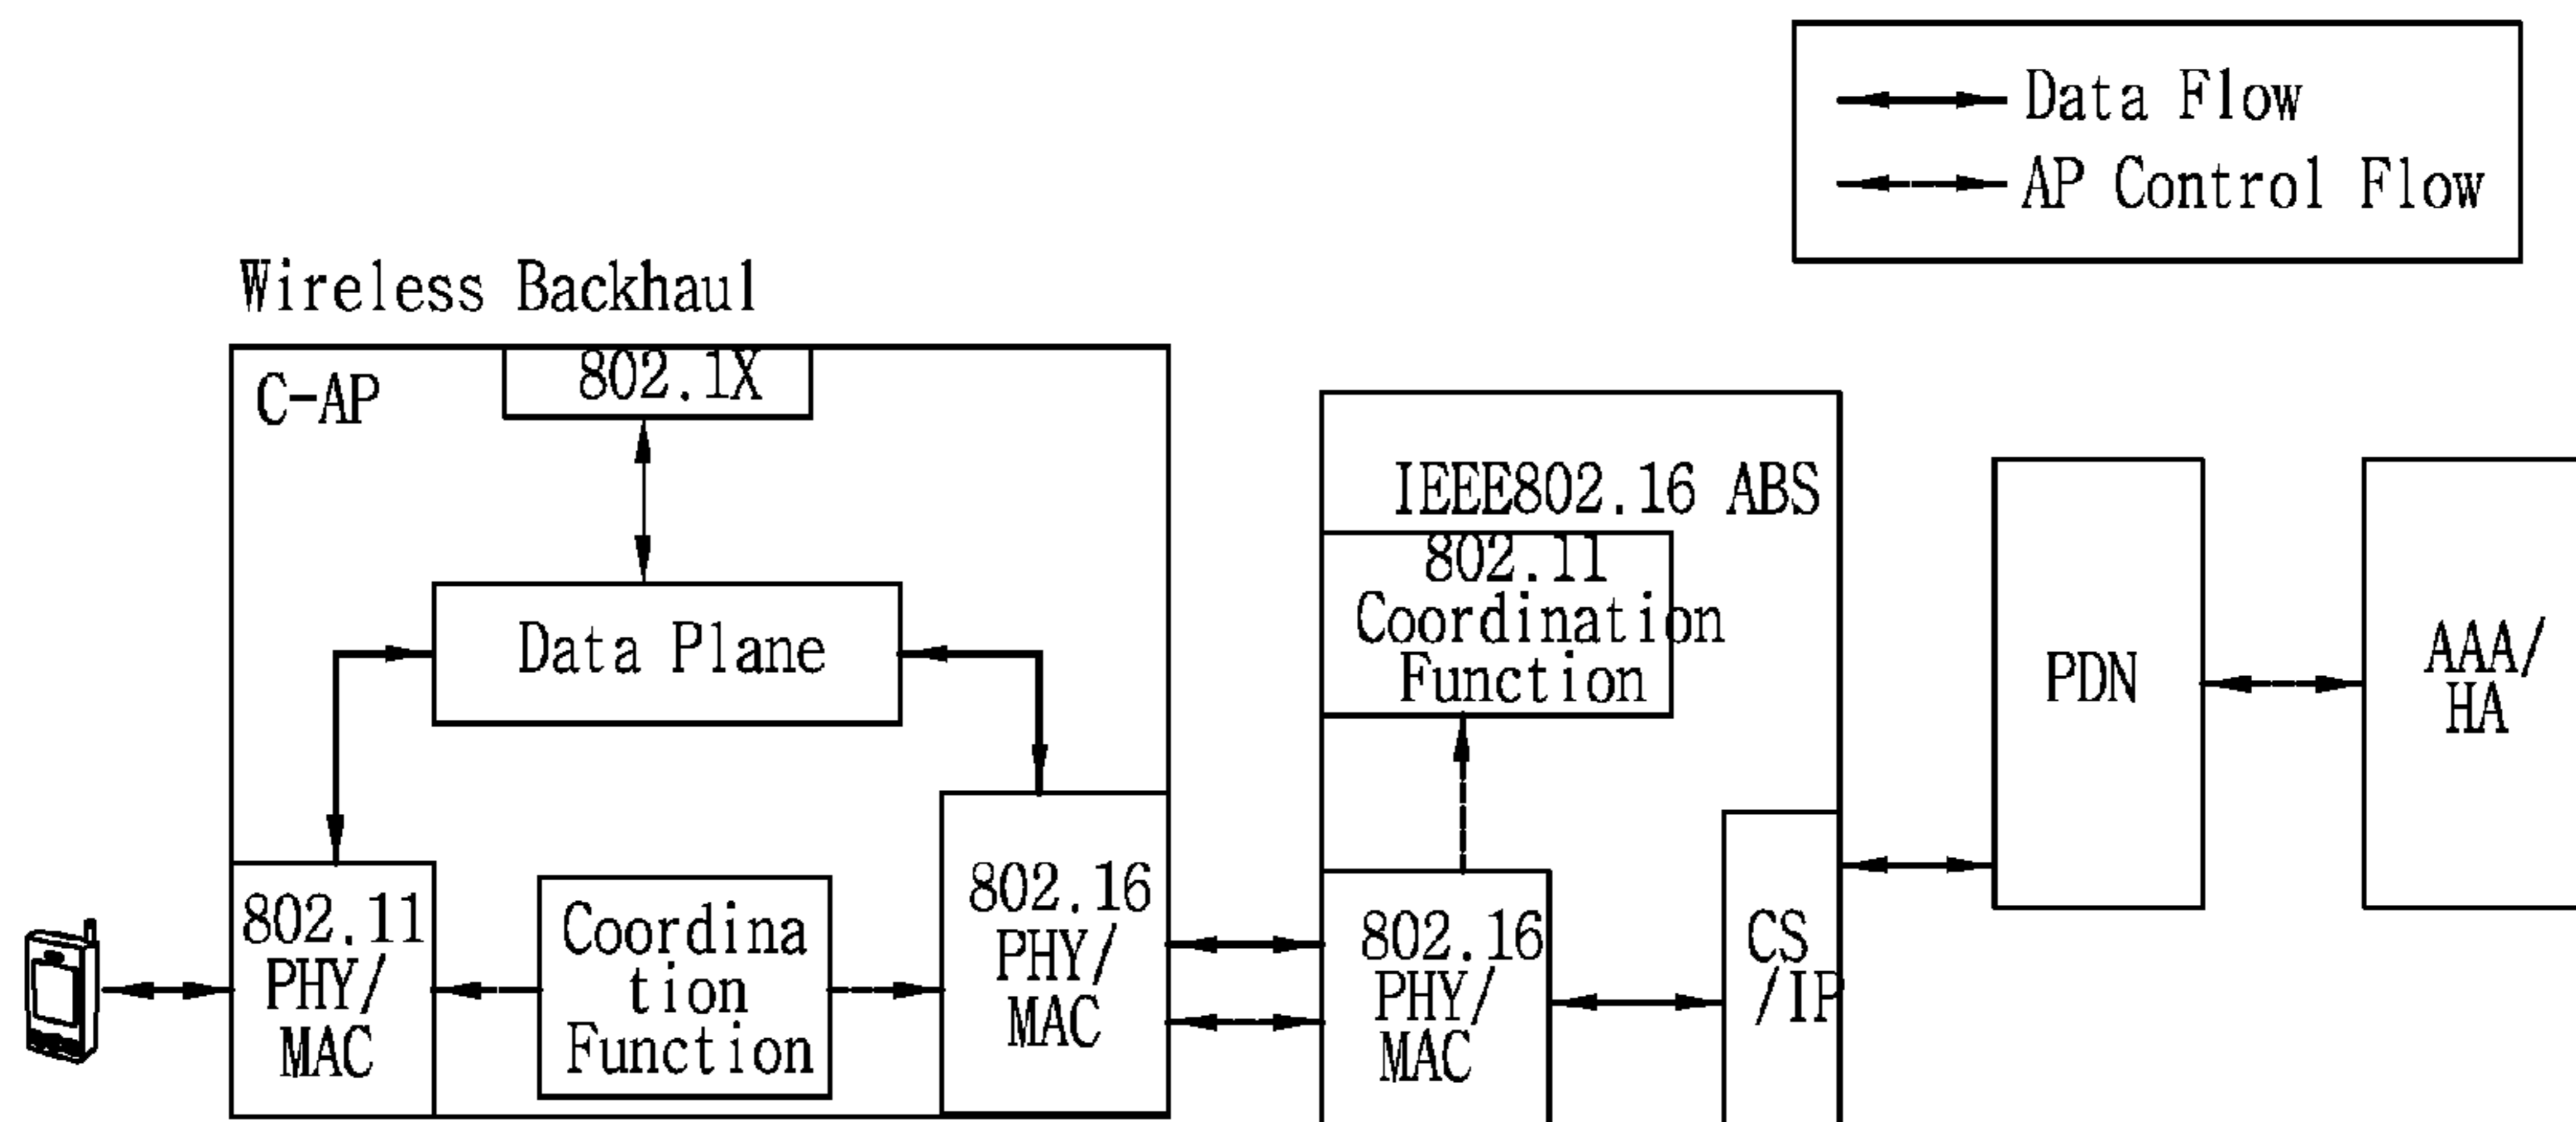 Data Flow
AP Control Flow
Wireless Backhaul
C-AP
802.1X
Data Plane
802.11
PHY/
MAC
Coordina
tion
Function
802.16
PHY/
MAC
IEEE802.16 ABS
802.11
Coordination
Function
802.16
PHY/
MAC
CS
/IP
PDN
AAA/
HA